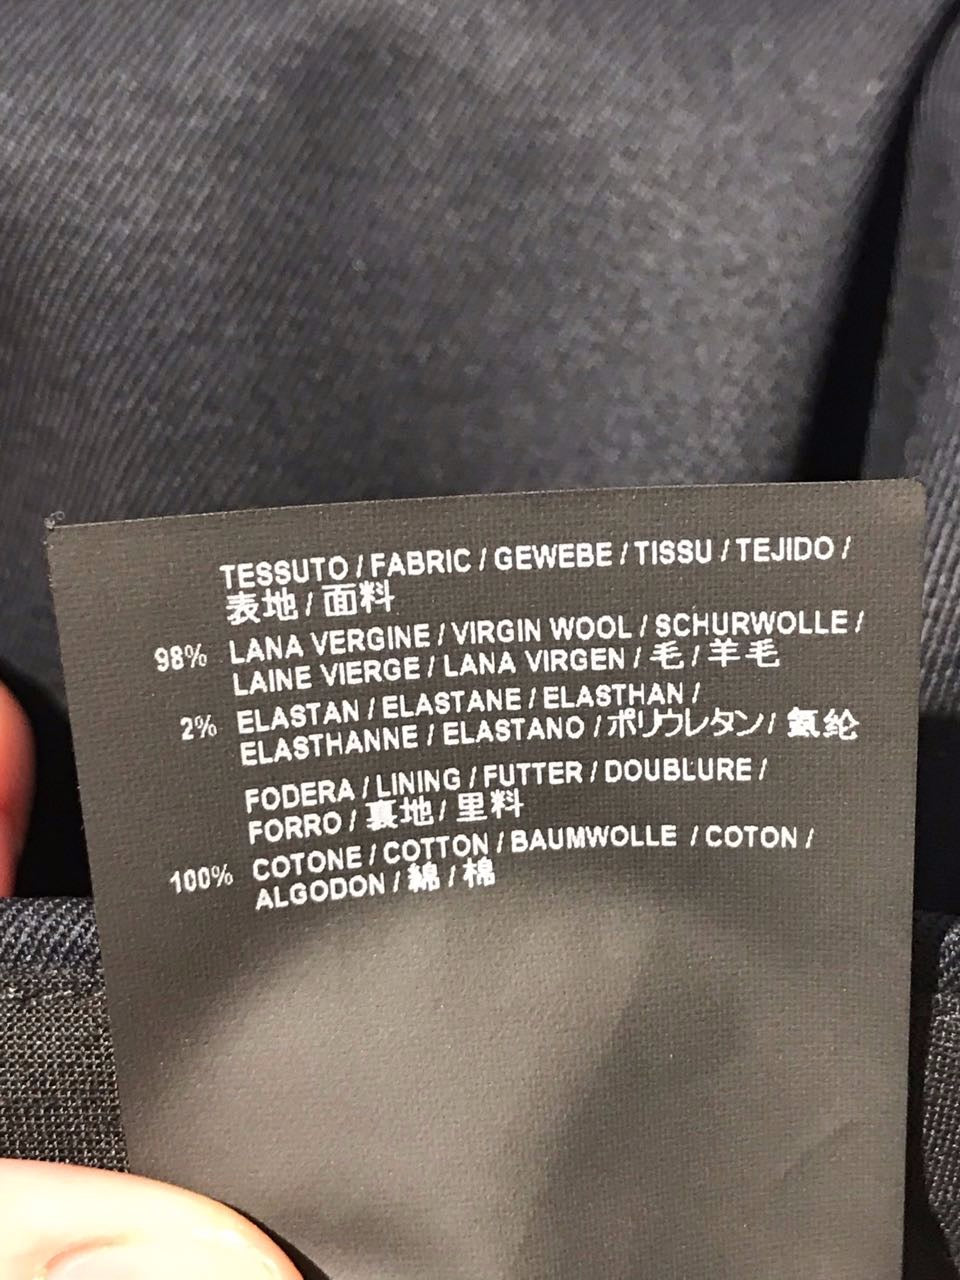 TESSUTO / FABRIC / GEWEBE / TISSU / TEJIDO /
表地 / 面料
98% LANA VERGINE / VIRGIN WOOL / SCHURWOLLE /
LAINE VIERGE / LANA VIRGEN / 毛 / 羊毛
2% ELASTAN / ELASTANE / ELASTHAN /
ELASTHANNE / ELASTANO / ポリウレタン / 氨纶
FODERA / LINING / FUTTER / DOUBLURE /
FORRO / 裏地 / 里料
100% COTONE / COTTON / BAUMWOLLE / COTON /
ALGODON / 綿 / 棉